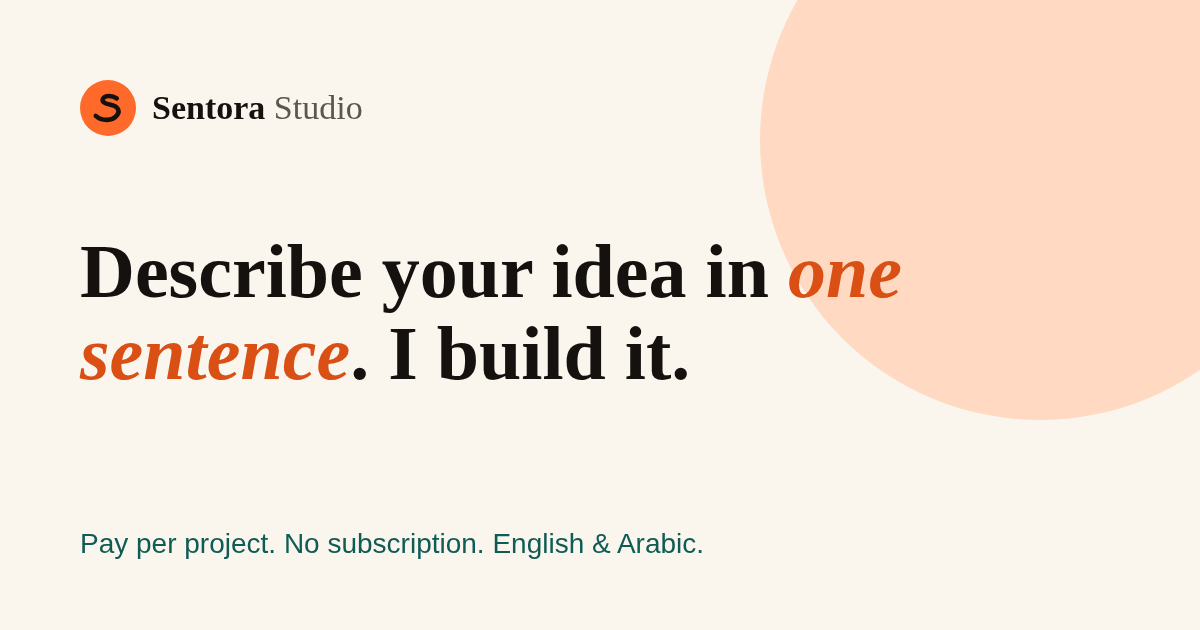 Sentora Studio
Describe your idea in one
sentence. I build it.
Pay per project. No subscription. English & Arabic.